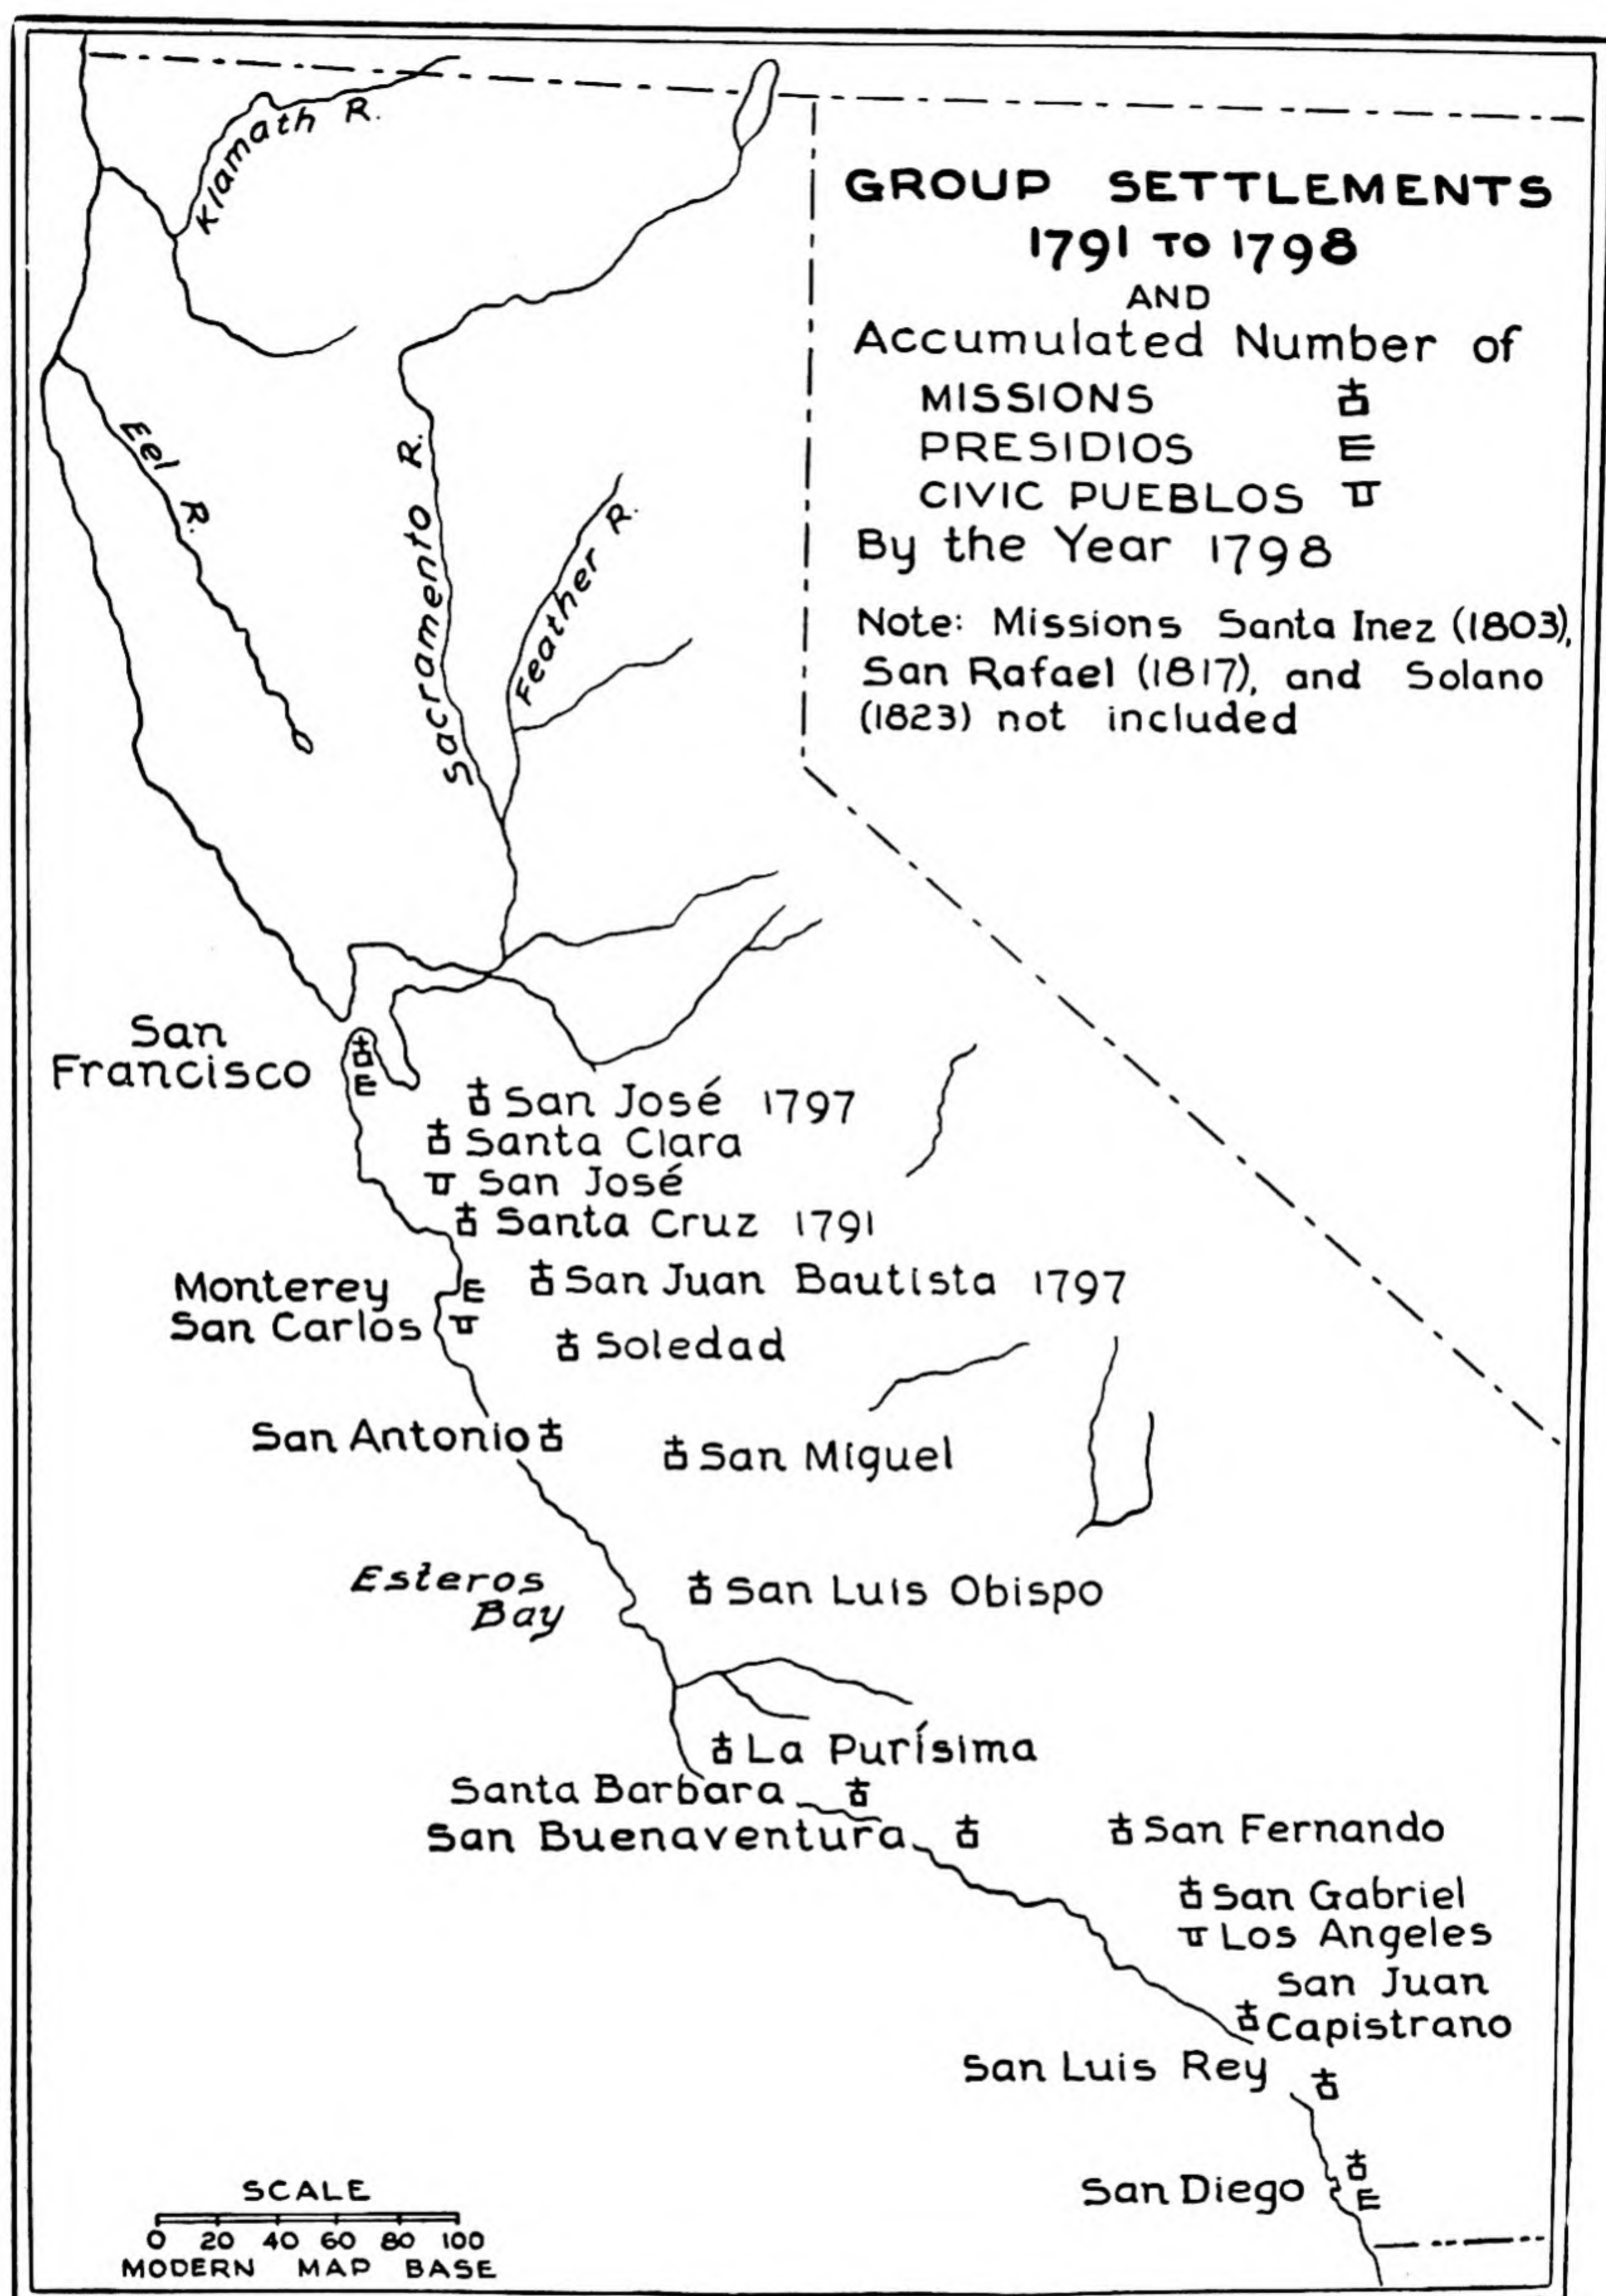 Klamath R.
GROUP SETTLEMENTS
1791 TO 1798
AND
Accumulated Number of
MISSIONS
PRESIDIOS
CIVIC PUEBLOS
By the Year 1798
Note: Missions Santa Inez (1803),
San Rafael (1817), and Solano
(1823) not included
Eel R.
Sacramento R.
Feather R.
San
Francisco
San José 1797
Santa Clara
San José
Santa Cruz 1791
Monterey
San Juan Bautista 1797
San Carlos
Soledad
San Antonio
San Miguel
Esteros
Bay
San Luis Obispo
La Purísima
Santa Barbara
San Buenaventura
San Fernando
San Gabriel
Los Angeles
San Juan
Capistrano
San Luis Rey
San Diego
SCALE
0 20 40 60 80 100
MODERN MAP BASE